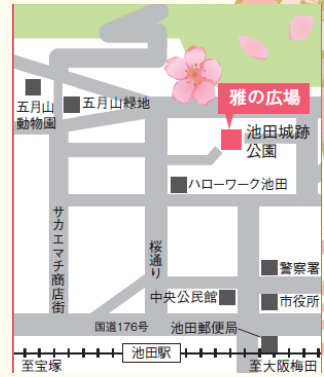 雅の広場
五月山
動物園
五月山緑地
池田城跡
公園
ハローワーク池田
サカエマチ商店街
桜通り
警察署
中央公民館
市役所
国道176号
池田郵便局
池田駅
至宝塚
至大阪梅田